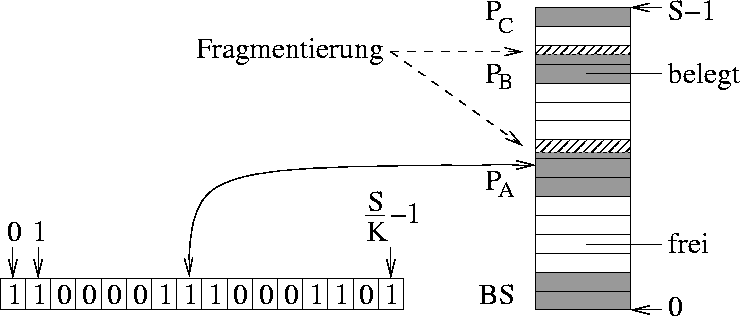 P_C
S–1
Fragmentierung
P_B
belegt
P_A
S/K –1
0 1
frei
1 1 0 0 0 0 1 1 1 0 0 0 1 1 0 1
BS
0